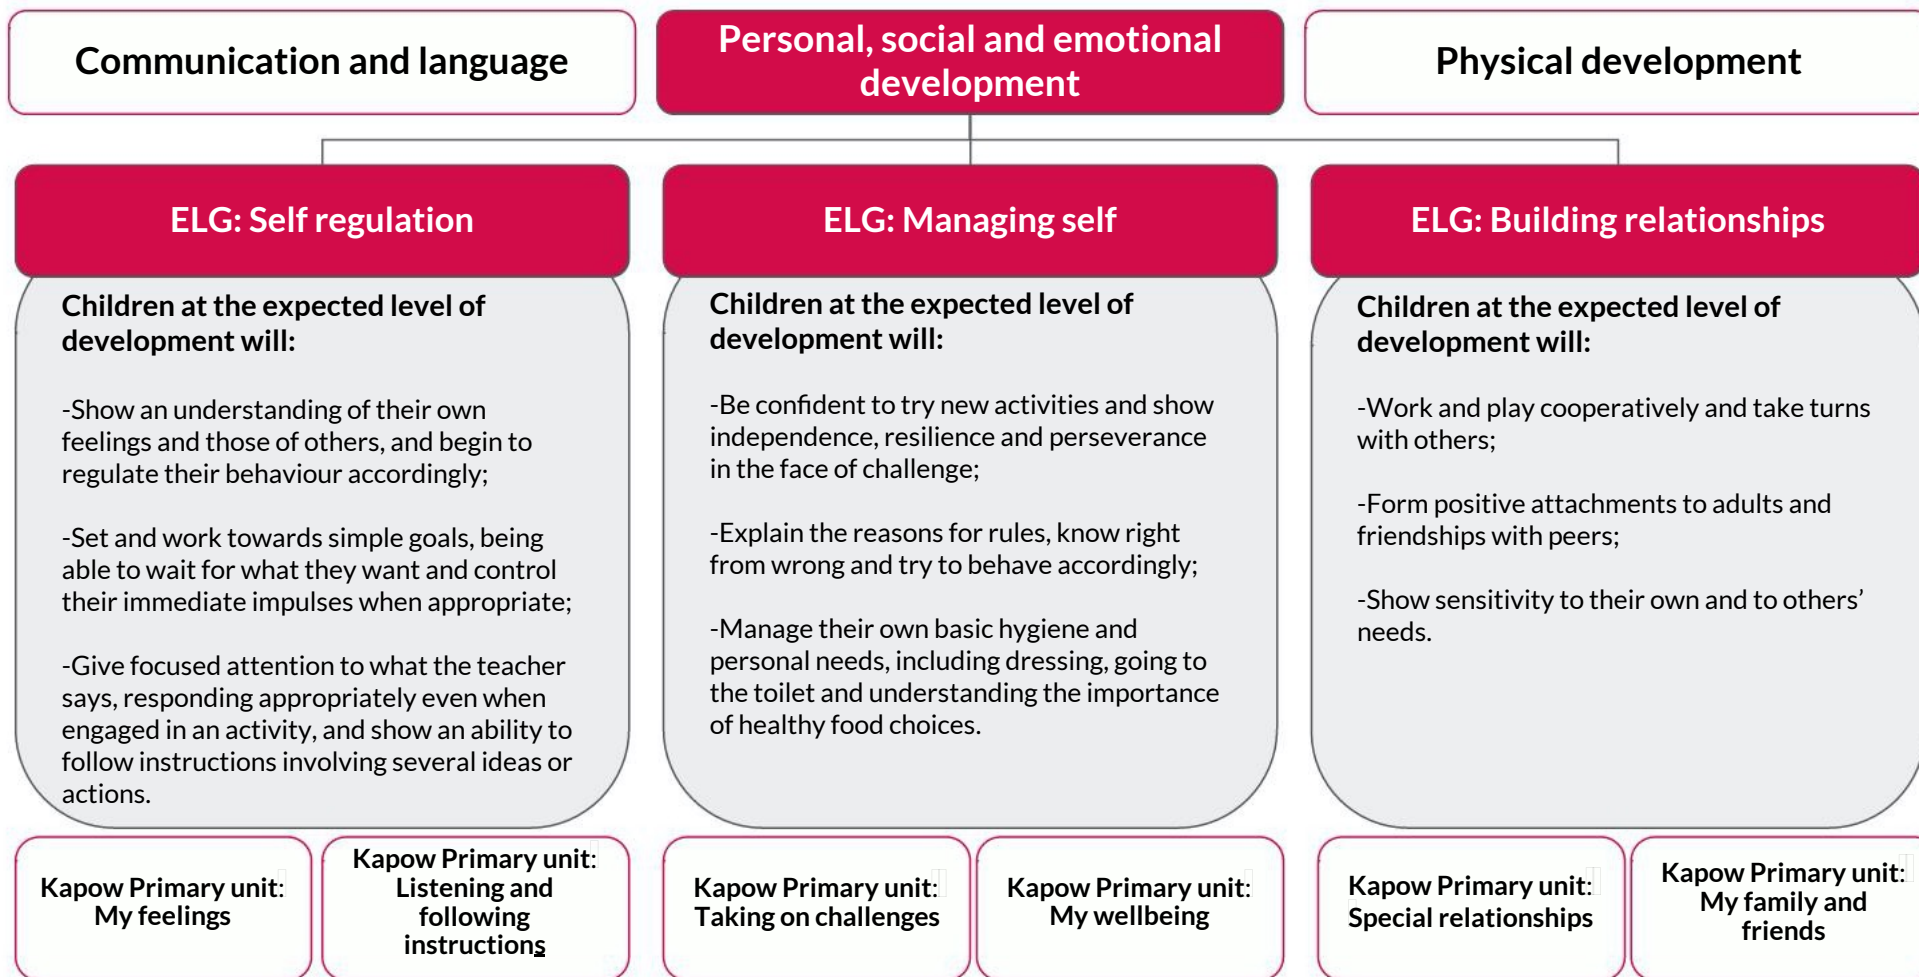 Communication and language
Personal, social and emotional
development
Physical development
ELG: Self regulation
Children at the expected level of
development will:
-Show an understanding of their own
feelings and those of others, and begin to
regulate their behaviour accordingly;
-Set and work towards simple goals, being
able to wait for what they want and control
their immediate impulses when appropriate;
-Give focused attention to what the teacher
says, responding appropriately even when
engaged in an activity, and show an ability to
follow instructions involving several ideas or
actions.
Kapow Primary unit:
My feelings
Kapow Primary unit:
Listening and
following
instructions
ELG: Managing self
Children at the expected level of
development will:
-Be confident to try new activities and show
independence, resilience and perseverance
in the face of challenge;
-Explain the reasons for rules, know right
from wrong and try to behave accordingly;
-Manage their own basic hygiene and
personal needs, including dressing, going to
the toilet and understanding the importance
of healthy food choices.
Kapow Primary unit:
Taking on challenges
Kapow Primary unit:
My wellbeing
ELG: Building relationships
Children at the expected level of
development will:
-Work and play cooperatively and take turns
with others;
-Form positive attachments to adults and
friendships with peers;
-Show sensitivity to their own and to others’
needs.
Kapow Primary unit:
Special relationships
Kapow Primary unit:
My family and
friends